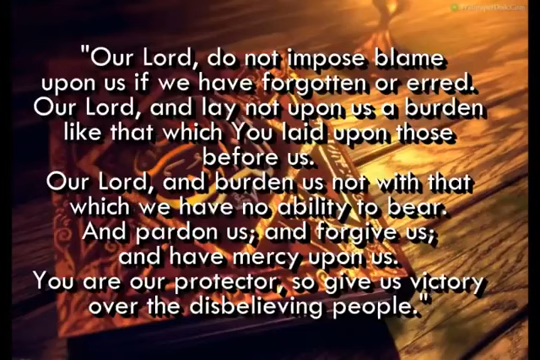 "Our Lord, do not impose blame
upon us if we have forgotten or erred.
Our Lord, and lay not upon us a burden
like that which You laid upon those
before us.
Our Lord, and burden us not with that
which we have no ability to bear.
And pardon us; and forgive us;
and have mercy upon us.
You are our protector, so give us victory
over the disbelieving people."